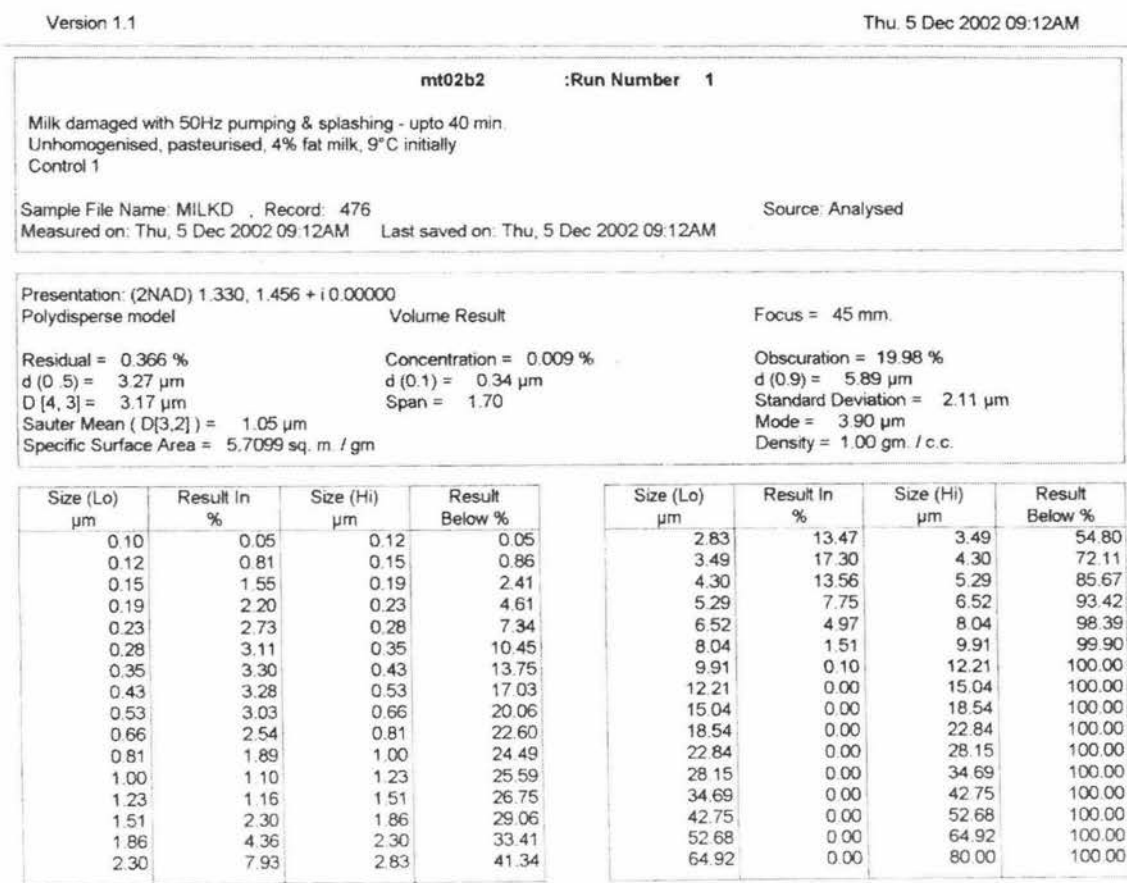 Version 1.1 Thu. 5 Dec 2002 09:12AM
mt02b2 :Run Number 1
Milk damaged with 50Hz pumping & splashing - upto 40 min.
Unhomogenised, pasteurised, 4% fat milk, 9°C initially
Control 1
Sample File Name: MILKD , Record: 476 Source: Analysed
Measured on: Thu, 5 Dec 2002 09:12AM Last saved on: Thu, 5 Dec 2002 09:12AM
Presentation: (2NAD) 1.330, 1.456 + i 0.00000
Polydisperse model Volume Result Focus = 45 mm.
Residual = 0.366 % Concentration = 0.009 % Obscuration = 19.98 %
d (0 .5) = 3.27 µm d (0.1) = 0.34 µm d (0.9) = 5.89 µm
D [4, 3] = 3.17 µm Span = 1.70 Standard Deviation = 2.11 µm
Sauter Mean ( D[3,2] ) = 1.05 µm Mode = 3.90 µm
Specific Surface Area = 5.7099 sq. m. / gm Density = 1.00 gm. / c.c.
Size (Lo) Result In Size (Hi) Result
µm % µm Below %
0.10 0.05 0.12 0.05
0.12 0.81 0.15 0.86
0.15 1.55 0.19 2.41
0.19 2.20 0.23 4.61
0.23 2.73 0.28 7.34
0.28 3.11 0.35 10.45
0.35 3.30 0.43 13.75
0.43 3.28 0.53 17.03
0.53 3.03 0.66 20.06
0.66 2.54 0.81 22.60
0.81 1.89 1.00 24.49
1.00 1.10 1.23 25.59
1.23 1.16 1.51 26.75
1.51 2.30 1.86 29.06
1.86 4.36 2.30 33.41
2.30 7.93 2.83 41.34
Size (Lo) Result In Size (Hi) Result
µm % µm Below %
2.83 13.47 3.49 54.80
3.49 17.30 4.30 72.11
4.30 13.56 5.29 85.67
5.29 7.75 6.52 93.42
6.52 4.97 8.04 98.39
8.04 1.51 9.91 99.90
9.91 0.10 12.21 100.00
12.21 0.00 15.04 100.00
15.04 0.00 18.54 100.00
18.54 0.00 22.84 100.00
22.84 0.00 28.15 100.00
28.15 0.00 34.69 100.00
34.69 0.00 42.75 100.00
42.75 0.00 52.68 100.00
52.68 0.00 64.92 100.00
64.92 0.00 80.00 100.00